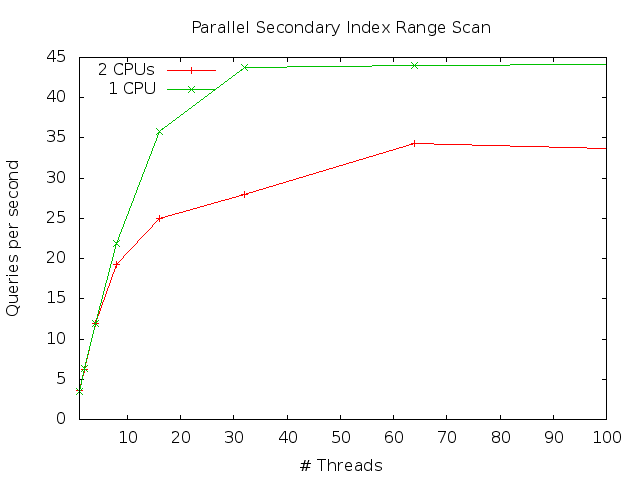 Parallel Secondary Index Range Scan
2 CPUs
1 CPU
Queries per second
45
40
35
30
25
20
15
10
5
0
10 20 30 40 50 60 70 80 90 100
# Threads